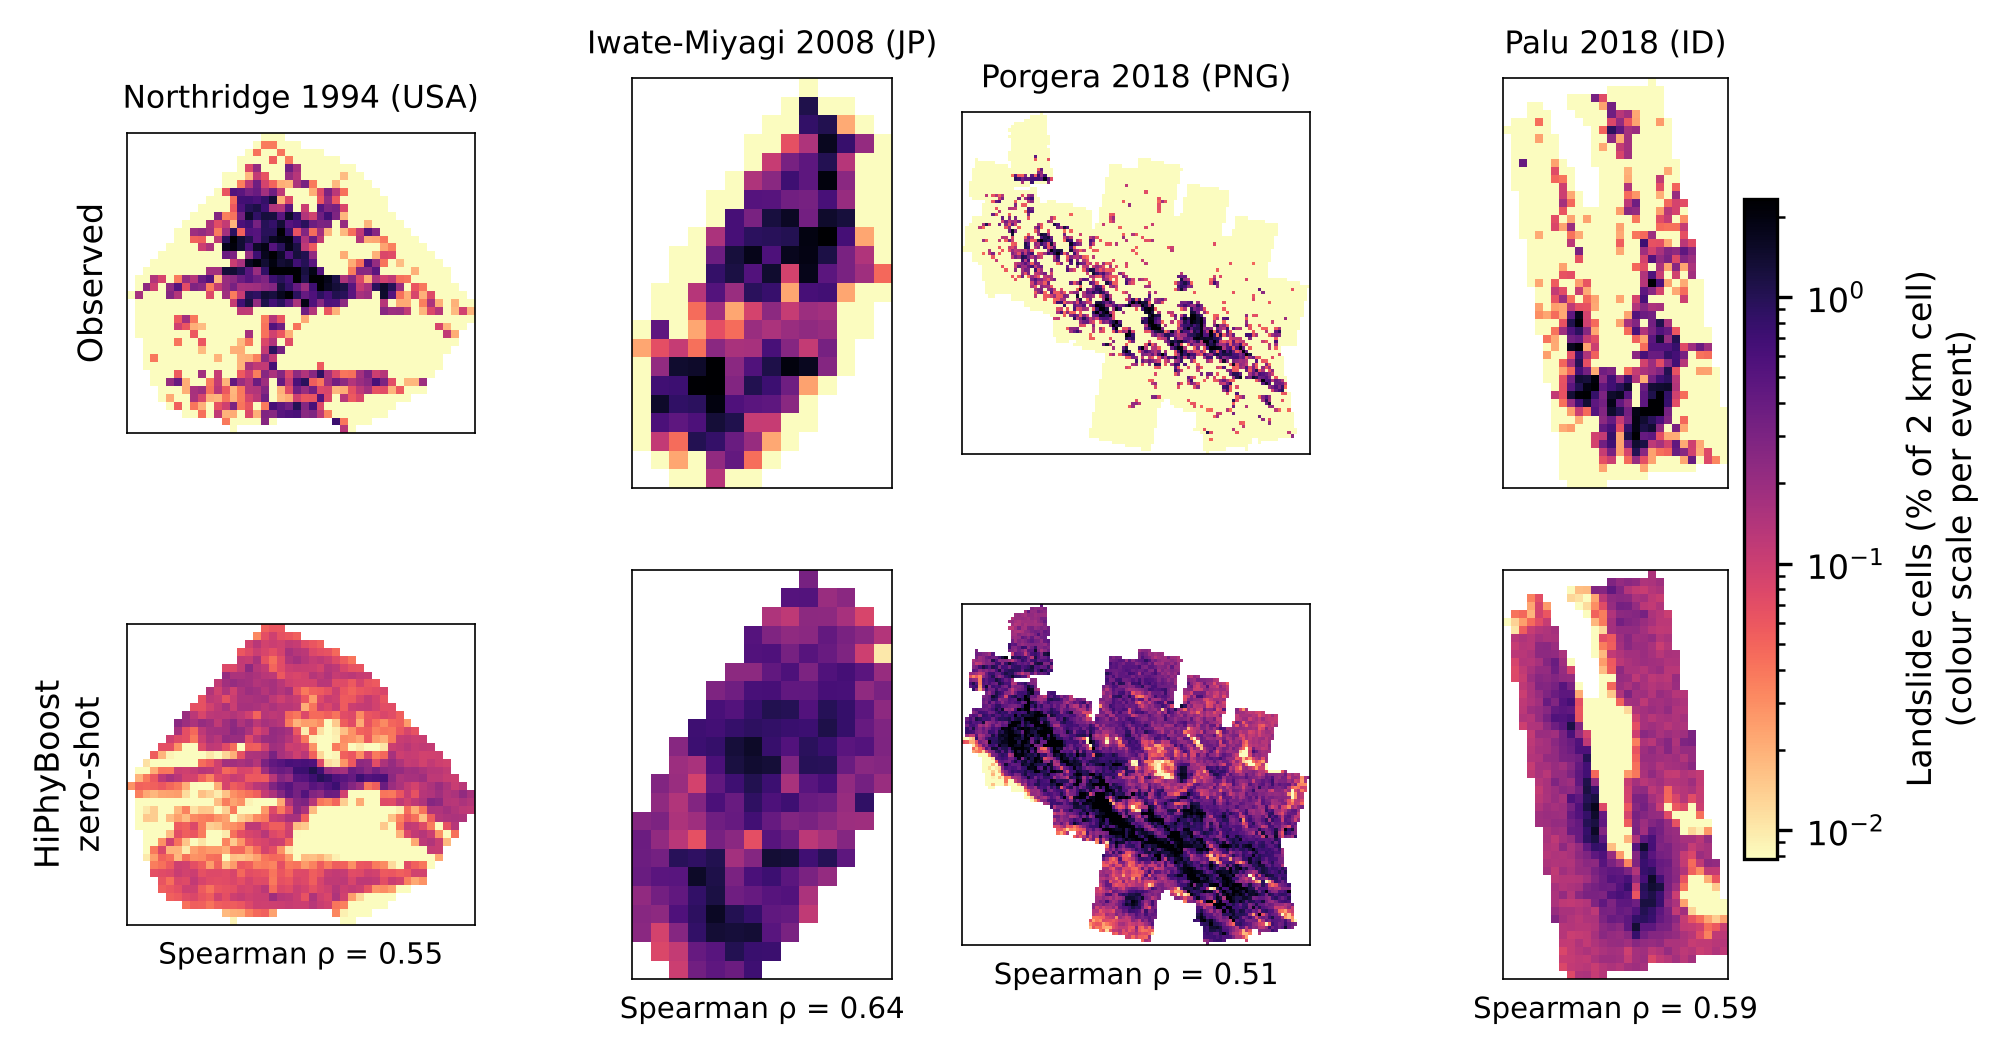 Northridge 1994 (USA)
Iwate-Miyagi 2008 (JP)
Porgera 2018 (PNG)
Palu 2018 (ID)
Observed
HiPhyBoost
zero-shot
Spearman ρ = 0.55
Spearman ρ = 0.64
Spearman ρ = 0.51
Spearman ρ = 0.59
10⁰
10⁻¹
10⁻²
Landslide cells (% of 2 km cell)
(colour scale per event)